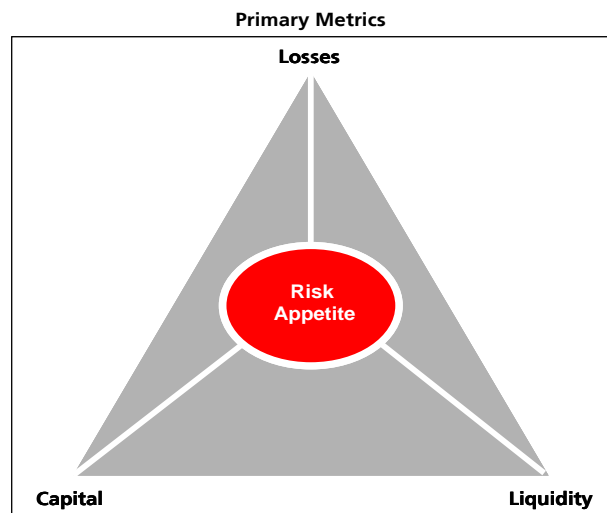 Primary Metrics
Losses
Risk
Appetite
Capital
Liquidity